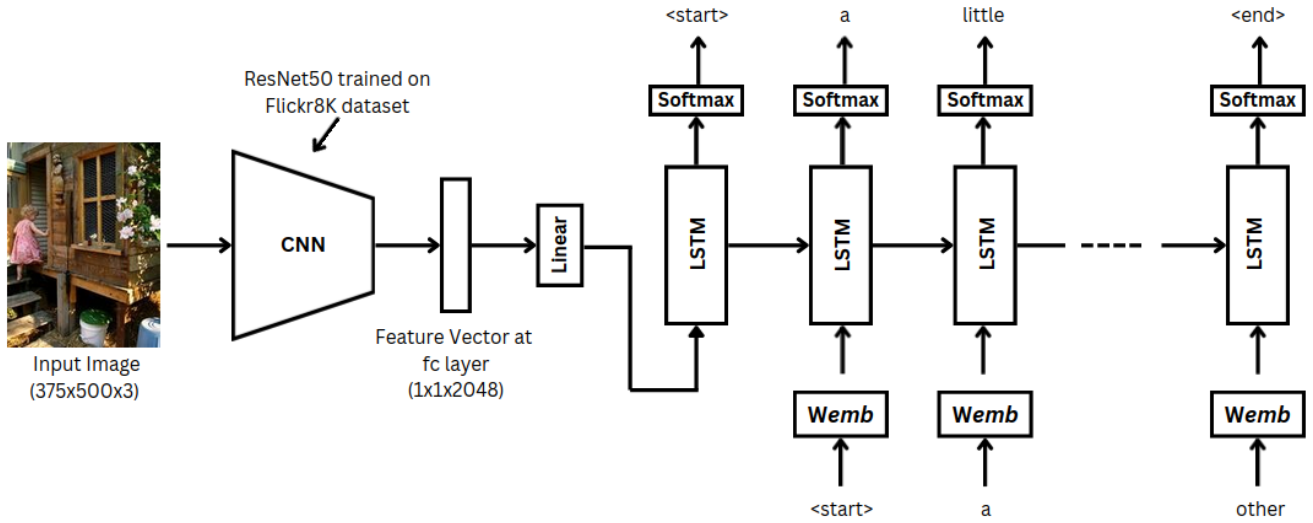 <start>
a
little
<end>
Softmax
Softmax
Softmax
Softmax
ResNet50 trained on
Flickr8K dataset
CNN
Linear
LSTM
LSTM
LSTM
LSTM
Input Image
(375x500x3)
Feature Vector at
fc layer
(1x1x2048)
Wemb
Wemb
Wemb
<start>
a
other